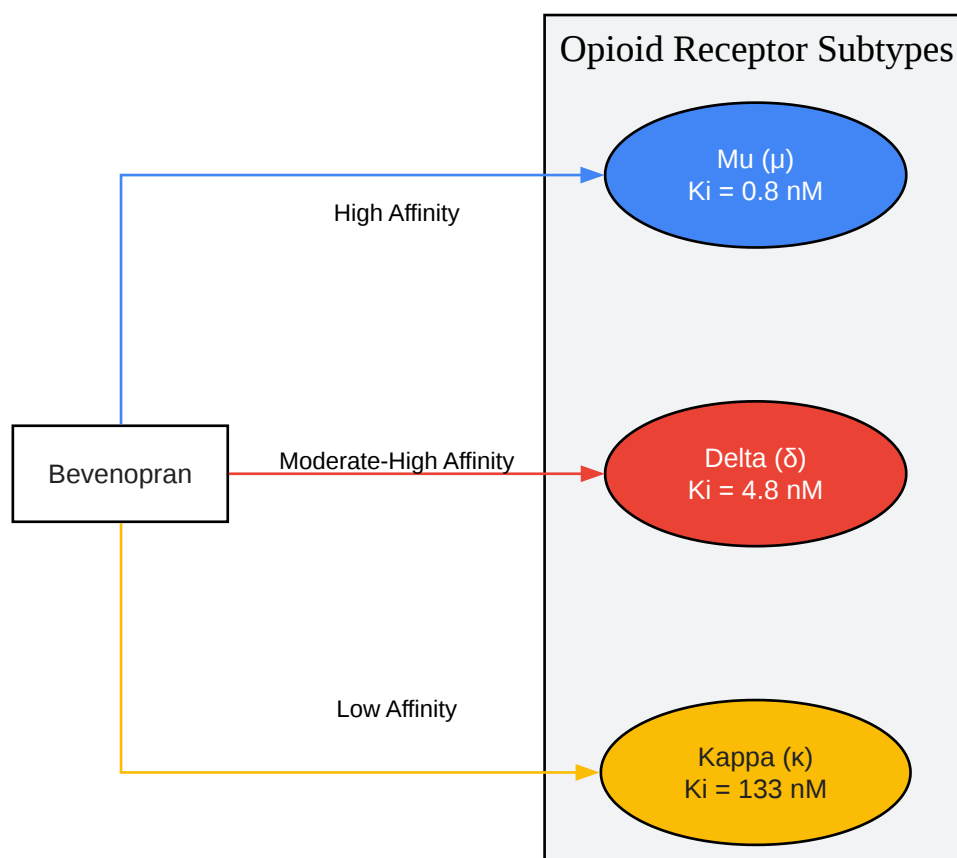 Opioid Receptor Subtypes
Mu (μ)
Ki = 0.8 nM
High Affinity
Bevenopran
Moderate-High Affinity
Delta (δ)
Ki = 4.8 nM
Low Affinity
Kappa (κ)
Ki = 133 nM